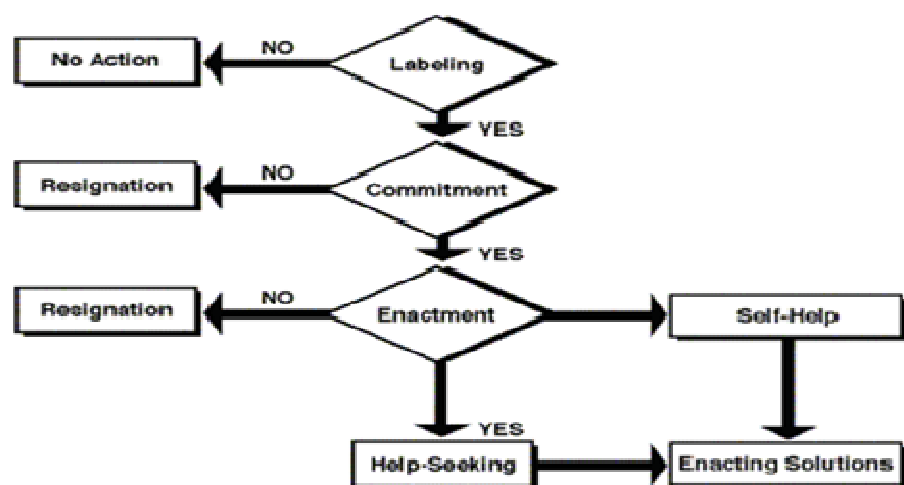 NO
No Action
Labeling
YES
NO
Resignation
Commitment
YES
NO
Resignation
Enactment
Self-Help
YES
Help-Seeking
Enacting Solutions